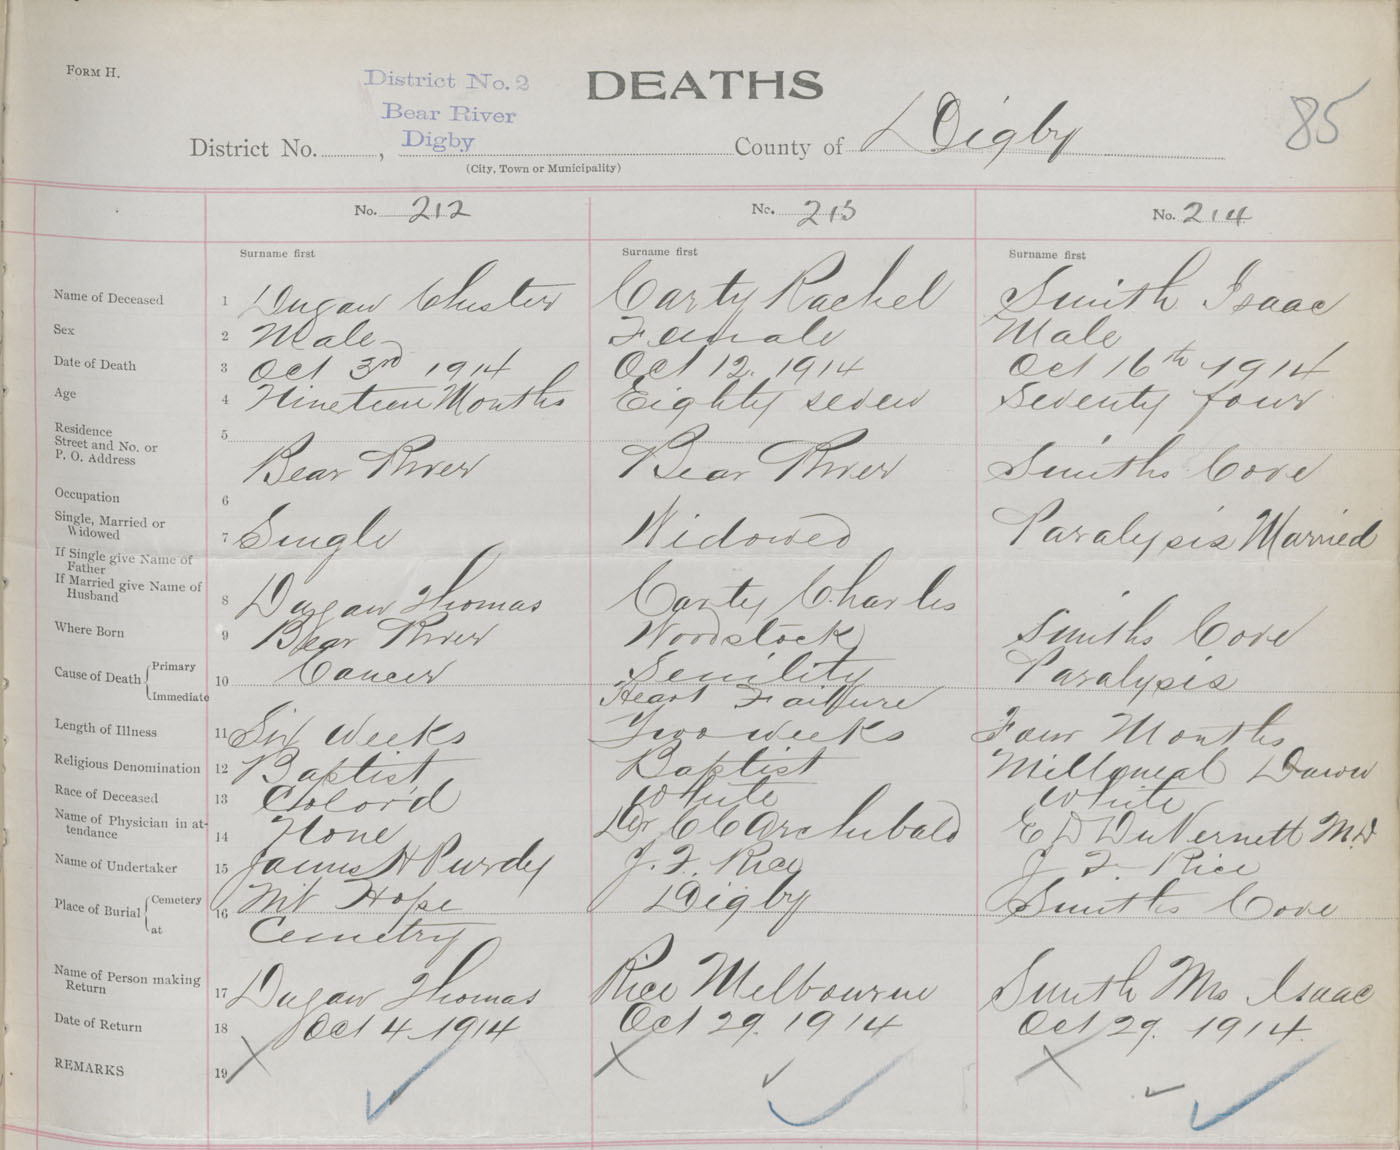 FORM H.
District No. 2
Bear River
Digby
DEATHS
85
District No. , County of Digby
(City, Town or Municipality)
No. 212 No. 213 No. 214
Surname first Surname first Surname first
Name of Deceased 1 Dugan Chester Carty Rachel Smith Isaac
Sex 2 Male Female Male
Date of Death 3 Oct 3rd 1914 Oct 12. 1914 Oct 16th 1914
Age 4 Nineteen Months Eighty seven Seventy four
Residence
Street and No. or
P. O. Address 5 Bear River Bear River Smiths Cove
Occupation 6
Single, Married or
Widowed 7 Single Widowed Paralysis Married
If Single give Name of
Father
If Married give Name of
Husband 8 Dugan Thomas Carty Charles
Where Born 9 Bear River Woodstock Smiths Cove
Cause of Death Primary 10 Cancer Senility Paralysis
Immediate Heart Failure
Length of Illness 11 Six Weeks Two weeks Four Months
Religious Denomination 12 Baptist Baptist Dawn
Race of Deceased 13 Color'd White White
Name of Physician in at-
tendance 14 None Dr C C Archibald E D DuVernett M.D
Name of Undertaker 15 James H Purdy J. F. Rice J F. Rice
Place of Burial Cemetery 16 Mt Hope Digby Smiths Cove
at Cemetry
Name of Person making
Return 17 Dugan Thomas Rice Melbourne Smith Mrs Isaac
Date of Return 18 Oct 4 1914 Oct 29. 1914 Oct 29. 1914
REMARKS 19